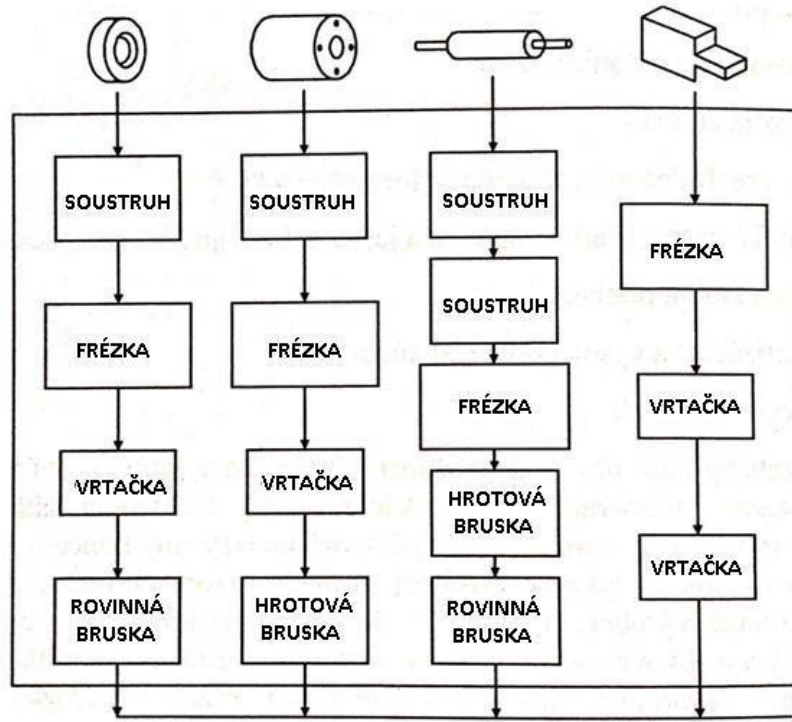 SOUSTRUH
FRÉZKA
VRTAČKA
ROVINNÁ
BRUSKA
SOUSTRUH
FRÉZKA
VRTAČKA
HROTOVÁ
BRUSKA
SOUSTRUH
SOUSTRUH
FRÉZKA
HROTOVÁ
BRUSKA
ROVINNÁ
BRUSKA
FRÉZKA
VRTAČKA
VRTAČKA